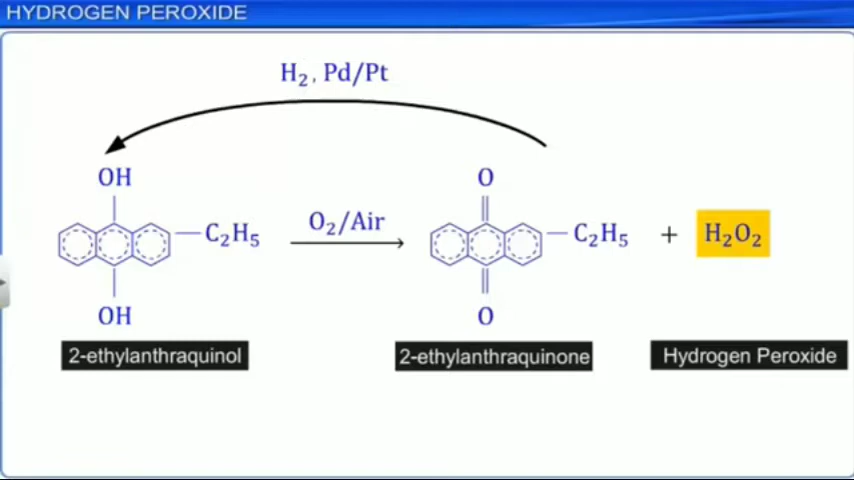 HYDROGEN PEROXIDE
H₂, Pd/Pt
OH
O
C₂H₅
O₂/Air
C₂H₅
+
H₂O₂
OH
O
2-ethylanthraquinol
2-ethylanthraquinone
Hydrogen Peroxide